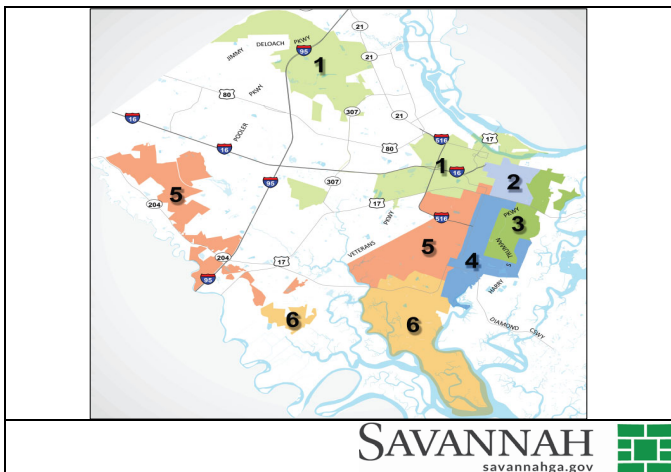 21
JIMMY DELOACH PKWY
95
21
1
80
PKWY
307
21
16
POOLER
516
17
16
80
1
16
95
2
5
307
204
17
PKWY
516
PKWY
3
TRUMAN
5
VETERANS
4
204
17
95
HARRY
6
6
DIAMOND CSWY
SAVANNAH
savannahga.gov